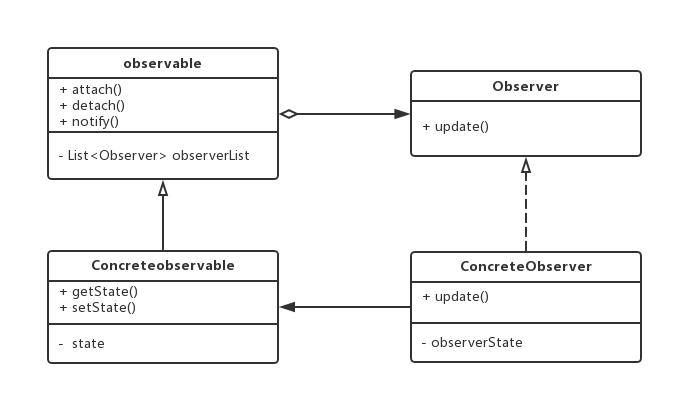 observable
+ attach()
+ detach()
+ notify()
- List<Observer> observerList
Observer
+ update()
Concreteobservable
+ getState()
+ setState()
- state
ConcreteObserver
+ update()
- observerState